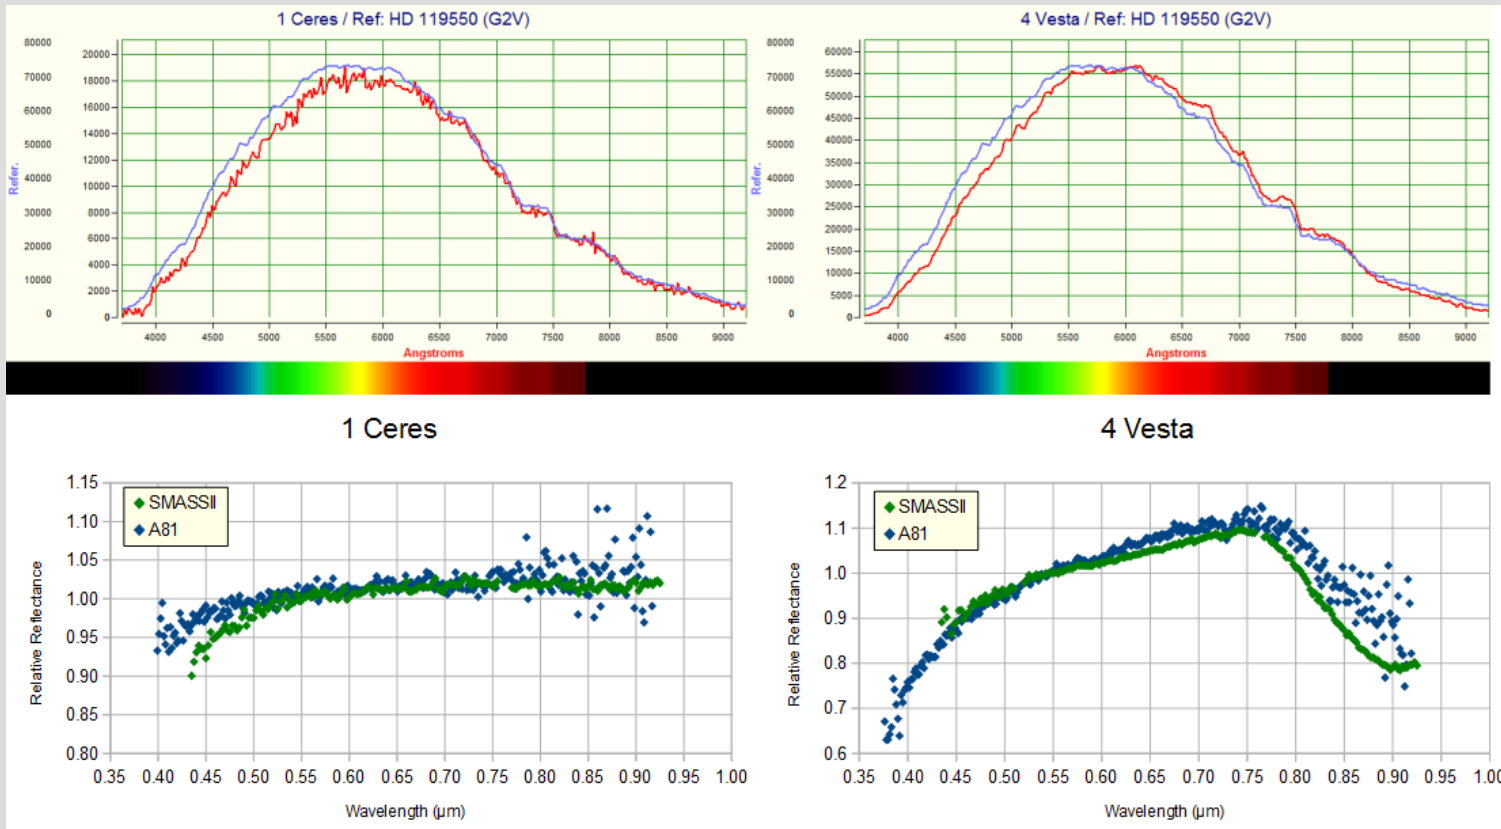 1 Ceres / Ref: HD 119550 (G2V)
4 Vesta / Ref: HD 119550 (G2V)
80000
70000
60000
50000
40000
30000
20000
10000
0
Refer.
20000
18000
16000
14000
12000
10000
8000
6000
4000
2000
0
4000 4500 5000 5500 6000 6500 7000 7500 8000 8500 9000
Angstroms
80000
70000
60000
50000
40000
30000
20000
10000
0
Refer.
60000
55000
50000
45000
40000
35000
30000
25000
20000
15000
10000
5000
0
4000 4500 5000 5500 6000 6500 7000 7500 8000 8500 9000
Angstroms
1 Ceres
SMASSII
A81
Relative Reflectance
1.15
1.10
1.05
1.00
0.95
0.90
0.85
0.80
0.35 0.40 0.45 0.50 0.55 0.60 0.65 0.70 0.75 0.80 0.85 0.90 0.95 1.00
Wavelength (µm)
4 Vesta
SMASSII
A81
Relative Reflectance
1.2
1.1
1.0
0.9
0.8
0.7
0.6
0.35 0.40 0.45 0.50 0.55 0.60 0.65 0.70 0.75 0.80 0.85 0.90 0.95 1.00
Wavelength (µm)